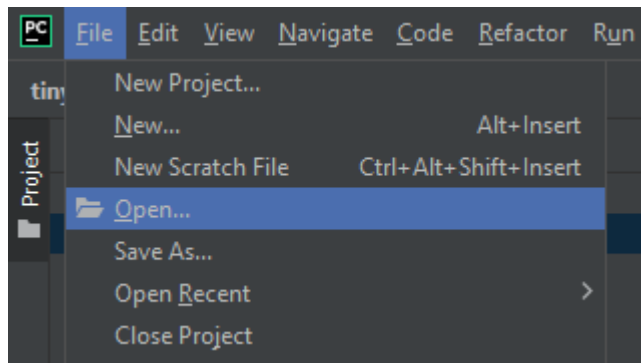 PC File Edit View Navigate Code Refactor Run
tiny
New Project...
New... Alt+Insert
New Scratch File Ctrl+Alt+Shift+Insert
Project
Open...
Save As...
Open Recent
Close Project